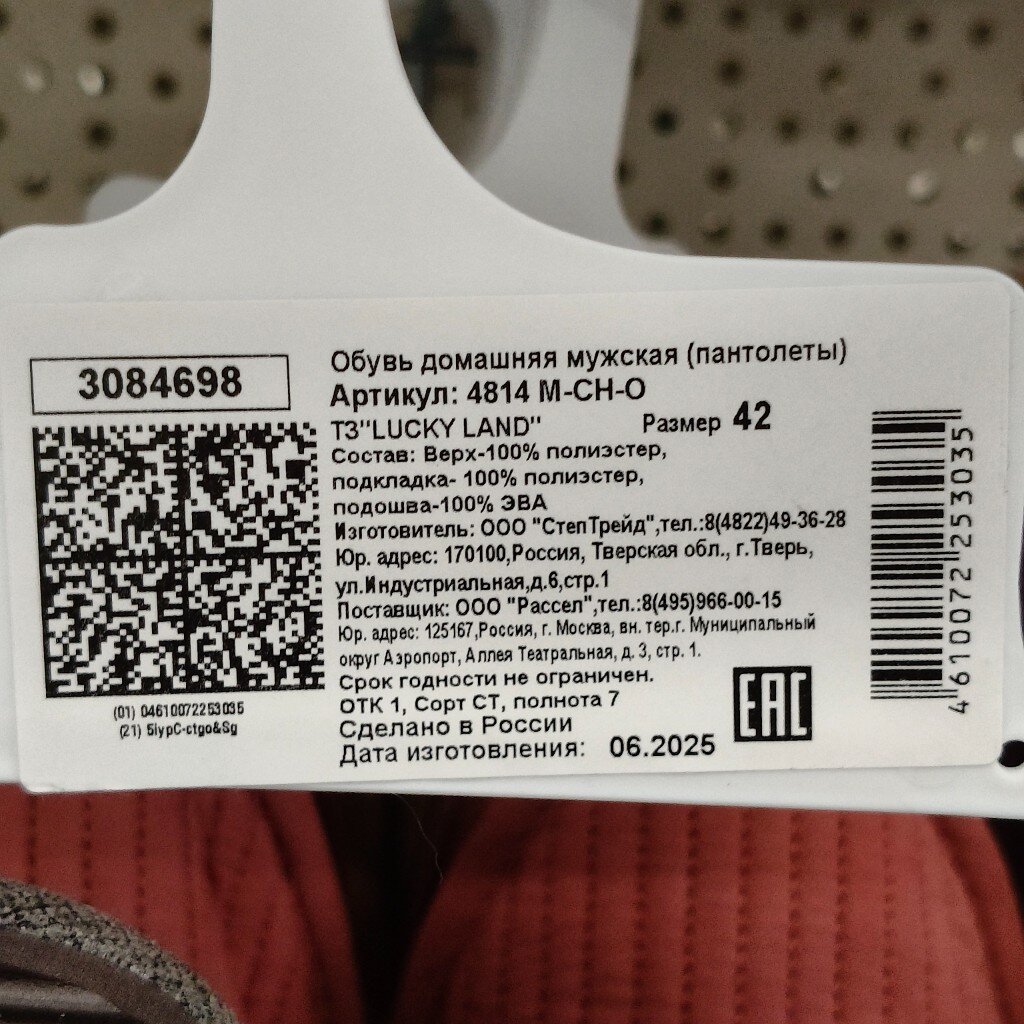 3084698
(01) 04610072253035
(21) 5lypC-ctgo&Sg
Обувь домашняя мужская (пантолеты)
Артикул: 4814 М-СН-О
ТЗ"LUCKY LAND" Размер 42
Состав: Верх-100% полиэстер,
подкладка- 100% полиэстер,
подошва-100% ЭВА
Изготовитель: ООО "СтепТрейд",тел.:8(4822)49-36-28
Юр. адрес: 170100,Россия, Тверская обл., г.Тверь,
ул.Индустриальная,д.6,стр.1
Поставщик: ООО "Рассел",тел.:8(495)966-00-15
Юр. адрес: 125167,Россия, г. Москва, вн. тер.г. Муниципальный
округ Аэропорт, Аллея Театральная, д. 3, стр. 1.
Срок годности не ограничен.
ОТК 1, Сорт СТ, полнота 7
Сделано в России
Дата изготовления: 06.2025
EAC
4 610072 253035